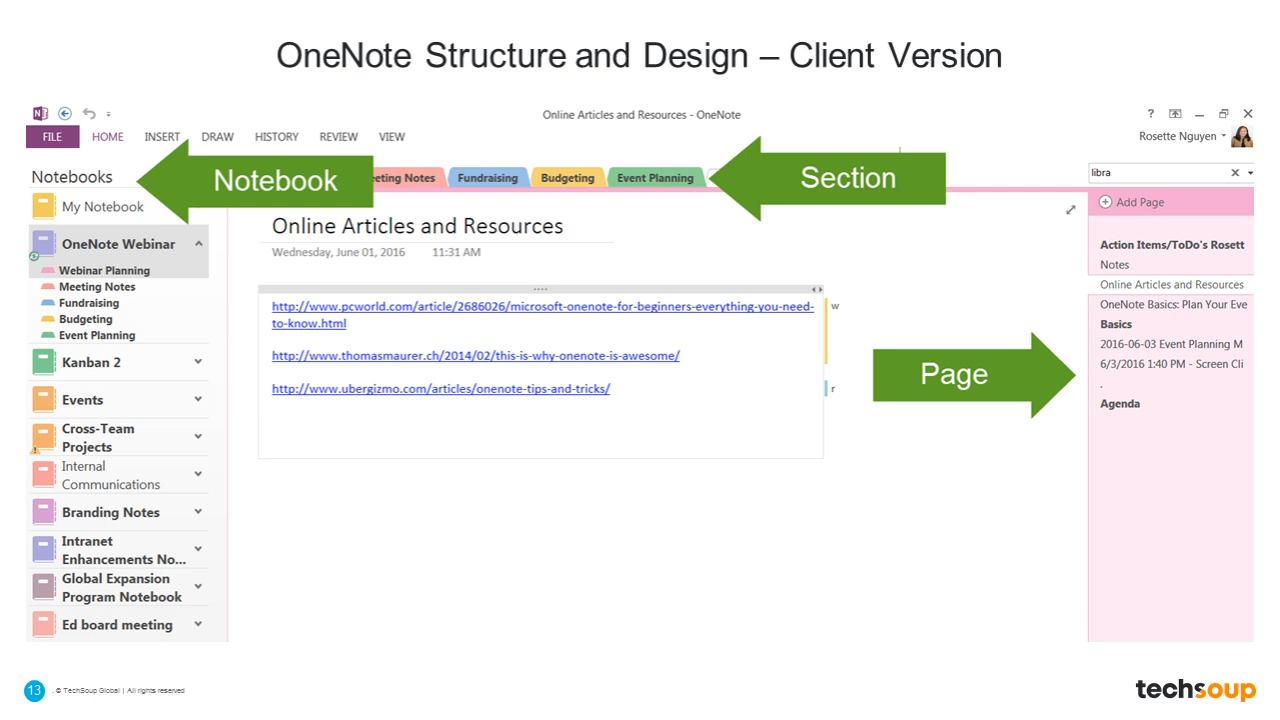 OneNote Structure and Design – Client Version
Online Articles and Resources - OneNote
FILE HOME INSERT DRAW HISTORY REVIEW VIEW
Rosette Nguyen
Notebooks
Notebook
eeting Notes Fundraising Budgeting Event Planning
Section
libra
My Notebook
OneNote Webinar
Webinar Planning
Meeting Notes
Fundraising
Budgeting
Event Planning
Kanban 2
Events
Cross-Team
Projects
Internal
Communications
Branding Notes
Intranet
Enhancements No...
Global Expansion
Program Notebook
Ed board meeting
Online Articles and Resources
Wednesday, June 01, 2016 11:31 AM
http://www.pcworld.com/article/2686026/microsoft-onenote-for-beginners-everything-you-need-
to-know.html
http://www.thomasmaurer.ch/2014/02/this-is-why-onenote-is-awesome/
http://www.ubergizmo.com/articles/onenote-tips-and-tricks/
w
r
Page
Add Page
Action Items/ToDo's Rosett
Notes
Online Articles and Resources
OneNote Basics: Plan Your Eve
Basics
2016-06-03 Event Planning M
6/3/2016 1:40 PM - Screen Cli
.
Agenda
13 . © TechSoup Global | All rights reserved
techsoup